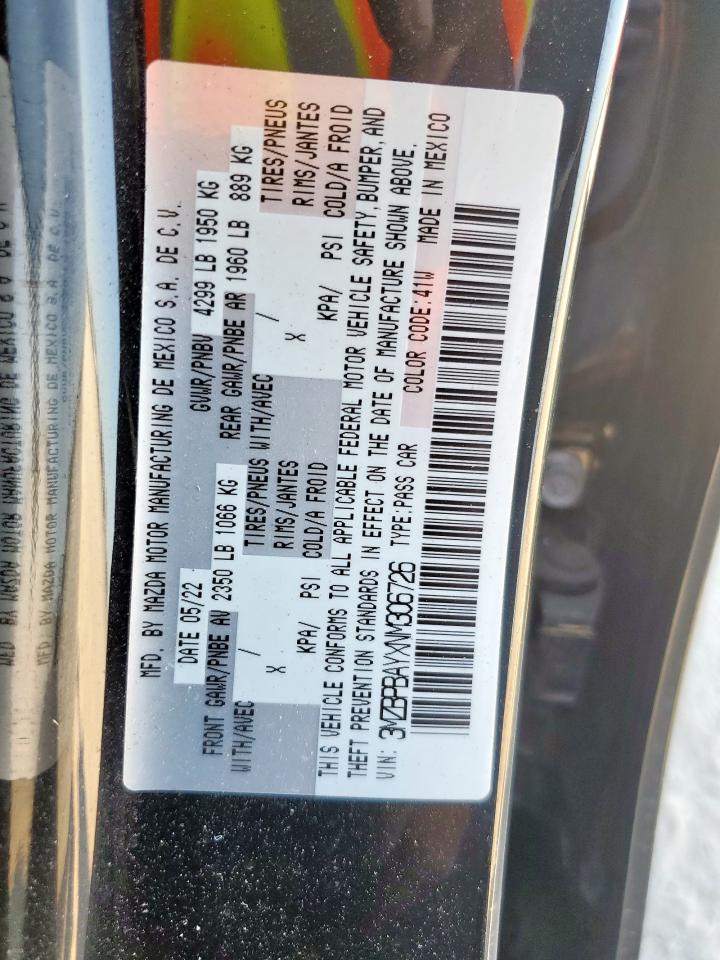 MFD. BY MAZDA MOTOR MANUFACTURING DE MEXICO S.A. DE C.V.
DATE 05/22 GVWR/PNBV 4299 LB 1950 KG
FRONT GAWR/PNBE AV 2350 LB 1066 KG REAR GAWR/PNBE AR 1960 LB 889 KG
WITH/AVEC / TIRES/PNEUS WITH/AVEC / TIRES/PNEUS
X RIMS/JANTES X RIMS/JANTES
KPA/ PSI COLD/A FROID KPA/ PSI COLD/A FROID
THIS VEHICLE CONFORMS TO ALL APPLICABLE FEDERAL MOTOR VEHICLE SAFETY,BUMPER,AND
THEFT PREVENTION STANDARDS IN EFFECT ON THE DATE OF MANUFACTURE SHOWN ABOVE.
VIN: 3MZBPBAYXNM306726 TYPE:PASS CAR COLOR CODE:41W MADE IN MEXICO